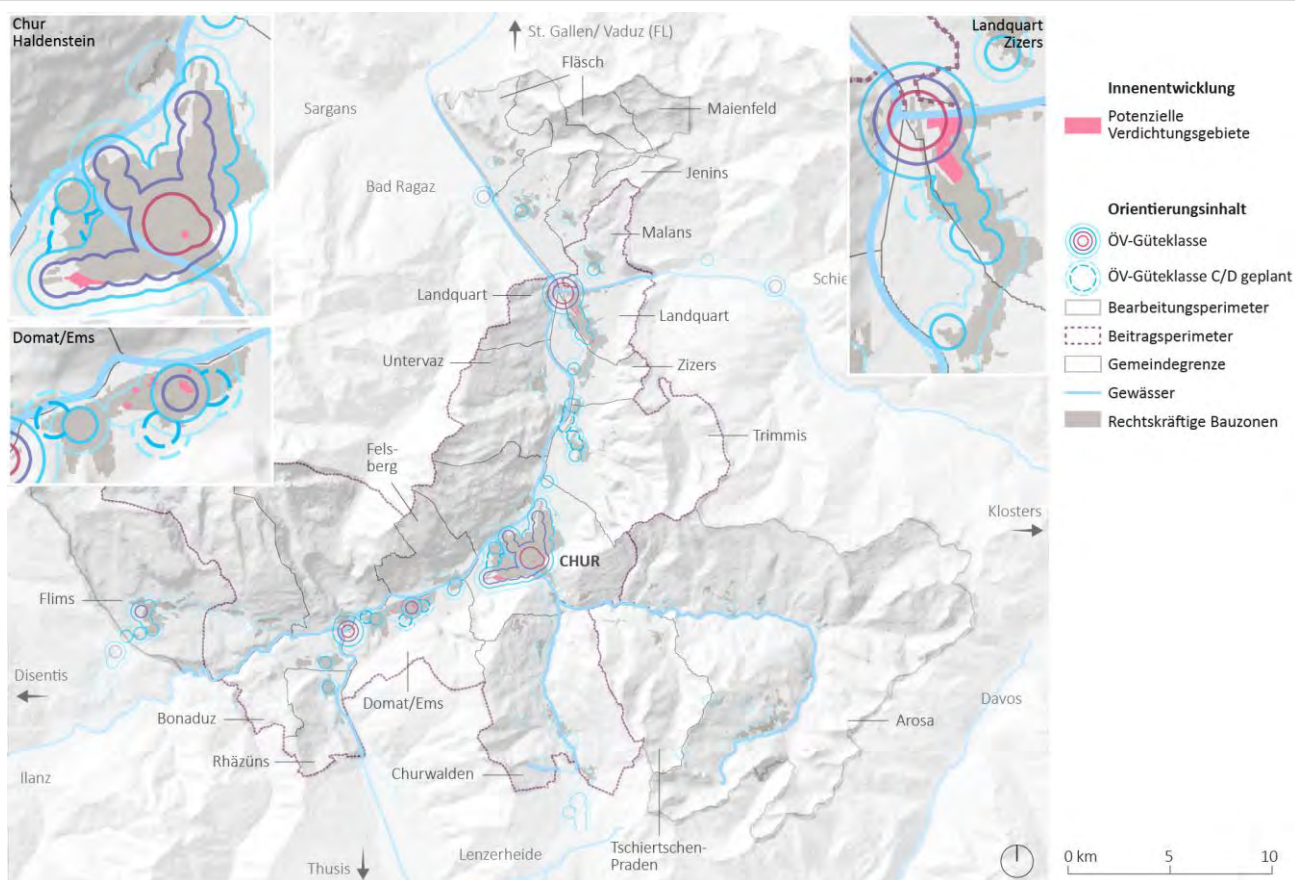 Chur
Haldenstein
St. Gallen/ Vaduz (FL)
Landquart
Zizers
Fläsch
Sargans
Maienfeld
Jenins
Bad Ragaz
Malans
Landquart
Landquart
Domat/Ems
Untervaz
Zizers
Trimmis
Fels-
berg
Klosters
CHUR
Flims
Disentis
Domat/Ems
Davos
Bonaduz
Arosa
Rhäzüns
Churwalden
Ilanz
Tschiertschen-
Praden
Lenzerheide
Thusis
Innenentwicklung
Potenzielle
Verdichtungsgebiete
Orientierungsinhalt
ÖV-Güteklasse
ÖV-Güteklasse C/D geplant
Bearbeitungsperimeter
Beitragsperimeter
Gemeindegrenze
Gewässer
Rechtskräftige Bauzonen
0 km 5 10